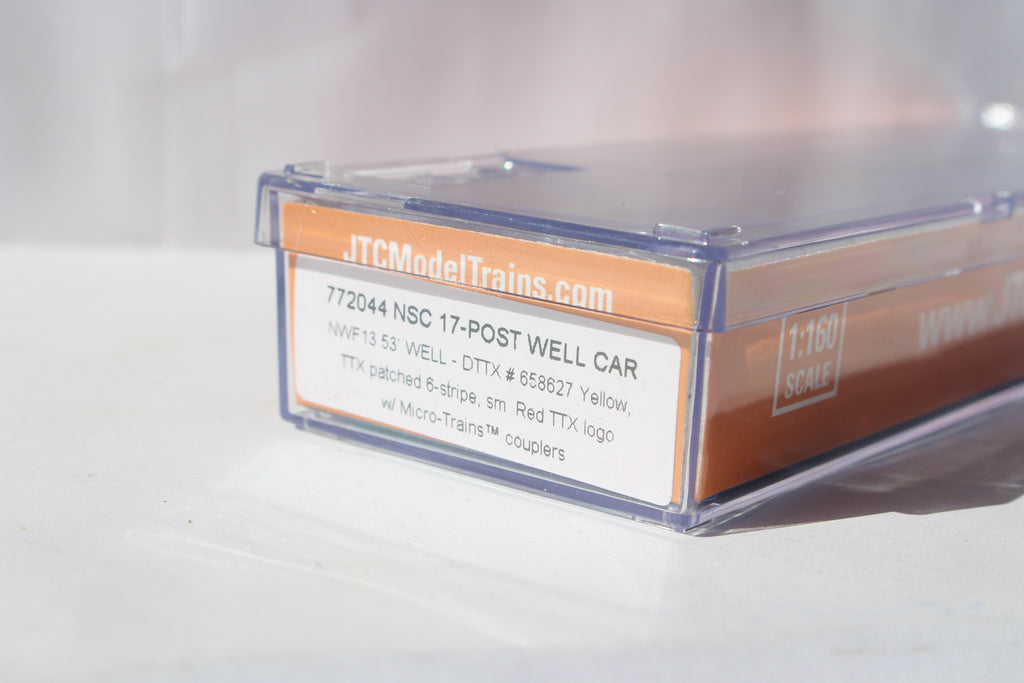 JTCModelTrains.com
772044 NSC 17-POST WELL CAR
NWF13 53' WELL - DTTX # 658627 Yellow,
TTX patched 6-stripe, sm Red TTX logo
w/ Micro-Trains™ couplers
1:160
SCALE
www.JT